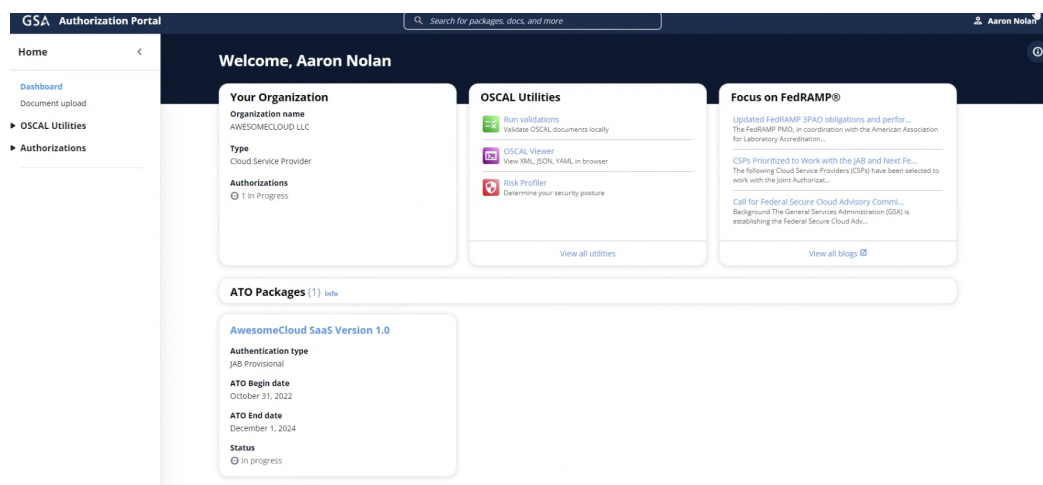 GSA Authorization Portal
Search for packages, docs, and more
Aaron Nolan
Home
Dashboard
Document upload
OSCAL Utilities
Authorizations
Welcome, Aaron Nolan
Your Organization
Organization name
AWESOMECLOUD LLC
Type
Cloud Service Provider
Authorizations
1 In Progress
OSCAL Utilities
Run validations
Validate OSCAL documents locally
OSCAL Viewer
View XML, JSON, YAML in browser
Risk Profiler
Determine your security posture
View all utilities
Focus on FedRAMP®
Updated FedRAMP 3PAO obligations and perfor...
The FedRAMP PMO, in coordination with the American Association
for Laboratory Accreditation...
CSPs Prioritized to Work with the JAB and Next Fe...
The following Cloud Service Providers (CSPs) have been selected to
work with the Joint Authorizat...
Call for Federal Secure Cloud Advisory Commi...
Background The General Services Administration (GSA) is
establishing the Federal Secure Cloud Adv...
View all blogs
ATO Packages (1) Info
AwesomeCloud SaaS Version 1.0
Authentication type
JAB Provisional
ATO Begin date
October 31, 2022
ATO End date
December 1, 2024
Status
In progress